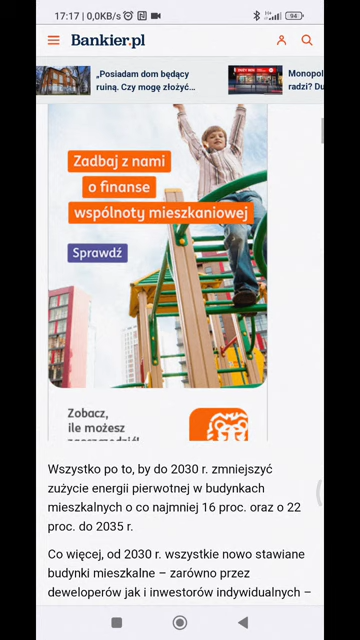 17:17 | 0,0KB/s
94
Bankier.pl
„Posiadam dom będący
ruiną. Czy mogę złożyć...
Monopol
radzi? Du
Zadbaj z nami
o finanse
wspólnoty mieszkaniowej
Sprawdź
Zobacz,
ile możesz
Wszystko po to, by do 2030 r. zmniejszyć
zużycie energii pierwotnej w budynkach
mieszkalnych o co najmniej 16 proc. oraz o 22
proc. do 2035 r.
Co więcej, od 2030 r. wszystkie nowo stawiane
budynki mieszkalne – zarówno przez
deweloperów jak i inwestorów indywidualnych –